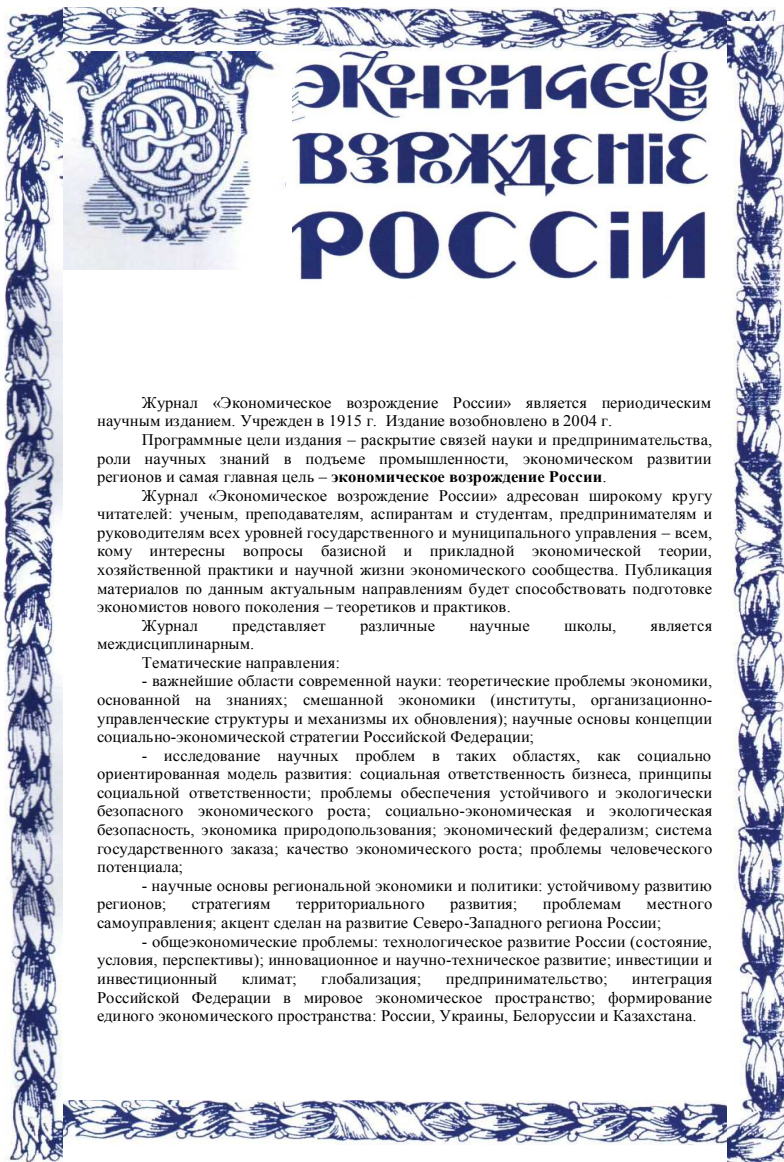 ЭКОНОМИЧЕСКОЕ
ВОЗРОЖДЕНІЕ
РОССІИ
1914
Журнал «Экономическое возрождение России» является периодическим
научным изданием. Учрежден в 1915 г. Издание возобновлено в 2004 г.
Программные цели издания – раскрытие связей науки и предпринимательства,
роли научных знаний в подъеме промышленности, экономическом развитии
регионов и самая главная цель – экономическое возрождение России.
Журнал «Экономическое возрождение России» адресован широкому кругу
читателей: ученым, преподавателям, аспирантам и студентам, предпринимателям и
руководителям всех уровней государственного и муниципального управления – всем,
кому интересны вопросы базисной и прикладной экономической теории,
хозяйственной практики и научной жизни экономического сообщества. Публикация
материалов по данным актуальным направлениям будет способствовать подготовке
экономистов нового поколения – теоретиков и практиков.
Журнал представляет различные научные школы, является
междисциплинарным.
Тематические направления:
- важнейшие области современной науки: теоретические проблемы экономики,
основанной на знаниях; смешанной экономики (институты, организационно-
управленческие структуры и механизмы их обновления); научные основы концепции
социально-экономической стратегии Российской Федерации;
- исследование научных проблем в таких областях, как социально
ориентированная модель развития: социальная ответственность бизнеса, принципы
социальной ответственности; проблемы обеспечения устойчивого и экологически
безопасного экономического роста; социально-экономическая и экологическая
безопасность, экономика природопользования; экономический федерализм; система
государственного заказа; качество экономического роста; проблемы человеческого
потенциала;
- научные основы региональной экономики и политики: устойчивому развитию
регионов; стратегиям территориального развития; проблемам местного
самоуправления; акцент сделан на развитие Северо-Западного региона России;
- общеэкономические проблемы: технологическое развитие России (состояние,
условия, перспективы); инновационное и научно-техническое развитие; инвестиции и
инвестиционный климат; глобализация; предпринимательство; интеграция
Российской Федерации в мировое экономическое пространство; формирование
единого экономического пространства: России, Украины, Белоруссии и Казахстана.